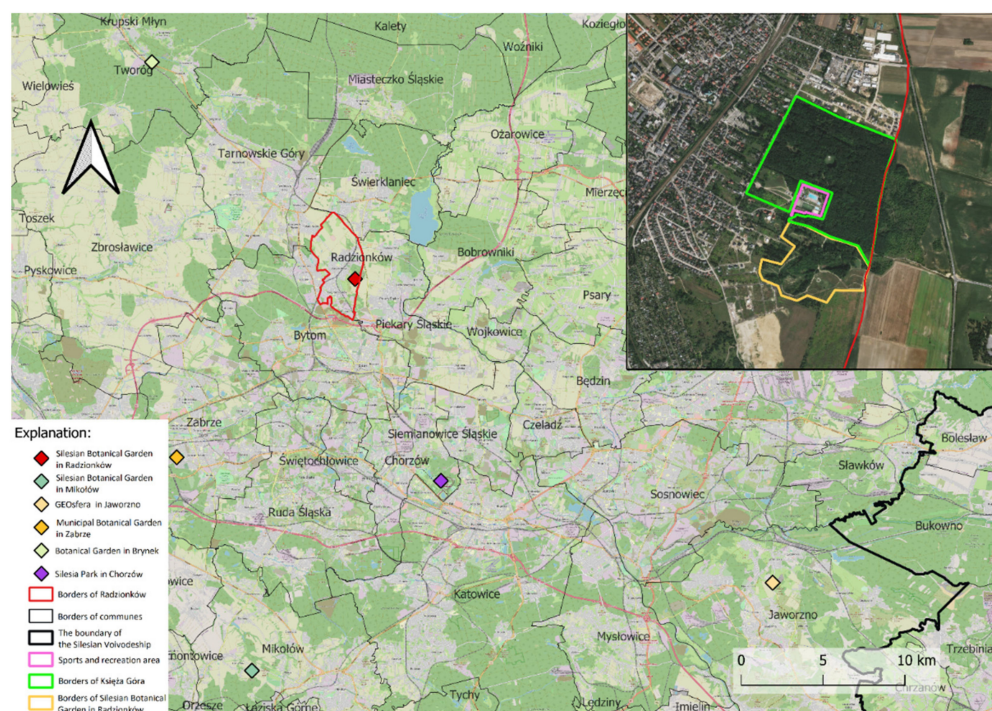 Krupski Młyn
Kalety
Koziegło
Woźniki
Tworóg
Miasteczko Śląskie
Wielowieś
Ożarowice
Tarnowskie Góry
Świerklaniec
Mierzęci
Toszek
Zbrosławice
Radzionków
Bobrowniki
Pyskowice
Psary
Piekary Śląskie
Wojkowice
Bytom
Będzin
Zabrze
Siemianowice Śląskie
Czeladź
Bolesław
Świętochłowice
Chorzów
Sławków
Sosnowiec
Ruda Śląska
Bukowno
Katowice
Jaworzno
Mysłowice
Mikołów
Trzebinia
Tychy
Chrzanów
Orzesze
Łaziska Górne
Lędziny
Imielin
Explanation:
Silesian Botanical Garden
in Radzionków
Silesian Botanical Garden
in Mikołów
GEOsfera in Jaworzno
Municipal Botanical Garden
in Zabrze
Botanical Garden in Brynek
Silesia Park in Chorzów
Borders of Radzionków
Borders of communes
The boundary of
the Silesian Voivodeship
Sports and recreation area
Borders of Księża Góra
Borders of Silesian Botanical
Garden in Radzionków
0 5 10 km